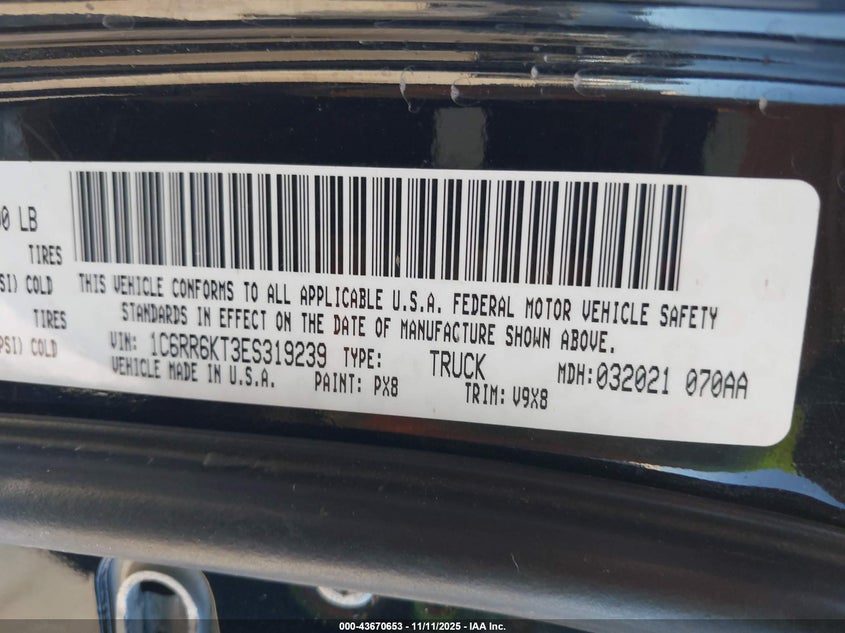 00 LB
TIRES
SI) COLD
TIRES
PSI) COLD
THIS VEHICLE CONFORMS TO ALL APPLICABLE U.S.A. FEDERAL MOTOR VEHICLE SAFETY
STANDARDS IN EFFECT ON THE DATE OF MANUFACTURE SHOWN ABOVE.
VIN: 1C6RR6KT3ES319239 TYPE: TRUCK MDH:032021 070AA
VEHICLE MADE IN U.S.A. PAINT: PX8 TRIM: V9X8
000-43670653 - 11/11/2025 - IAA Inc.